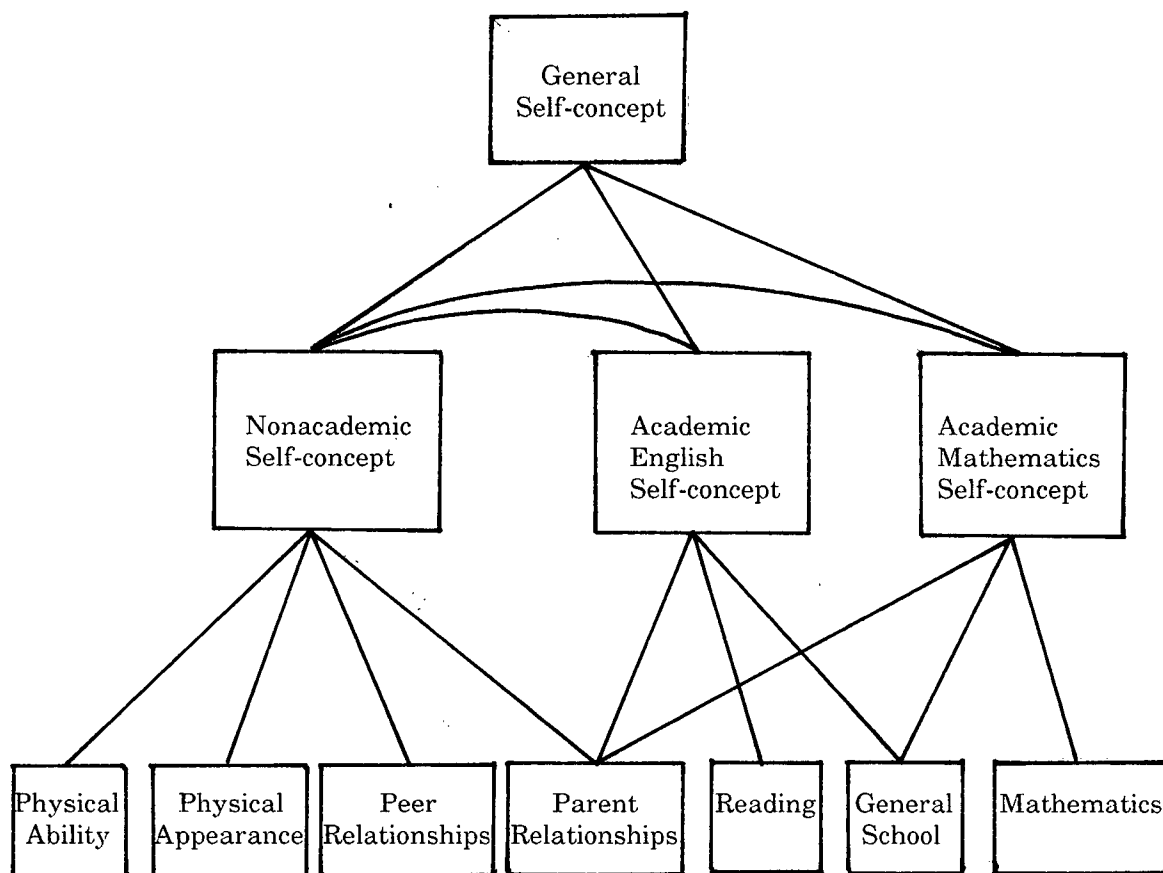 General
Self-concept
Nonacademic
Self-concept
Academic
English
Self-concept
Academic
Mathematics
Self-concept
Physical
Ability
Physical
Appearance
Peer
Relationships
Parent
Relationships
Reading
General
School
Mathematics